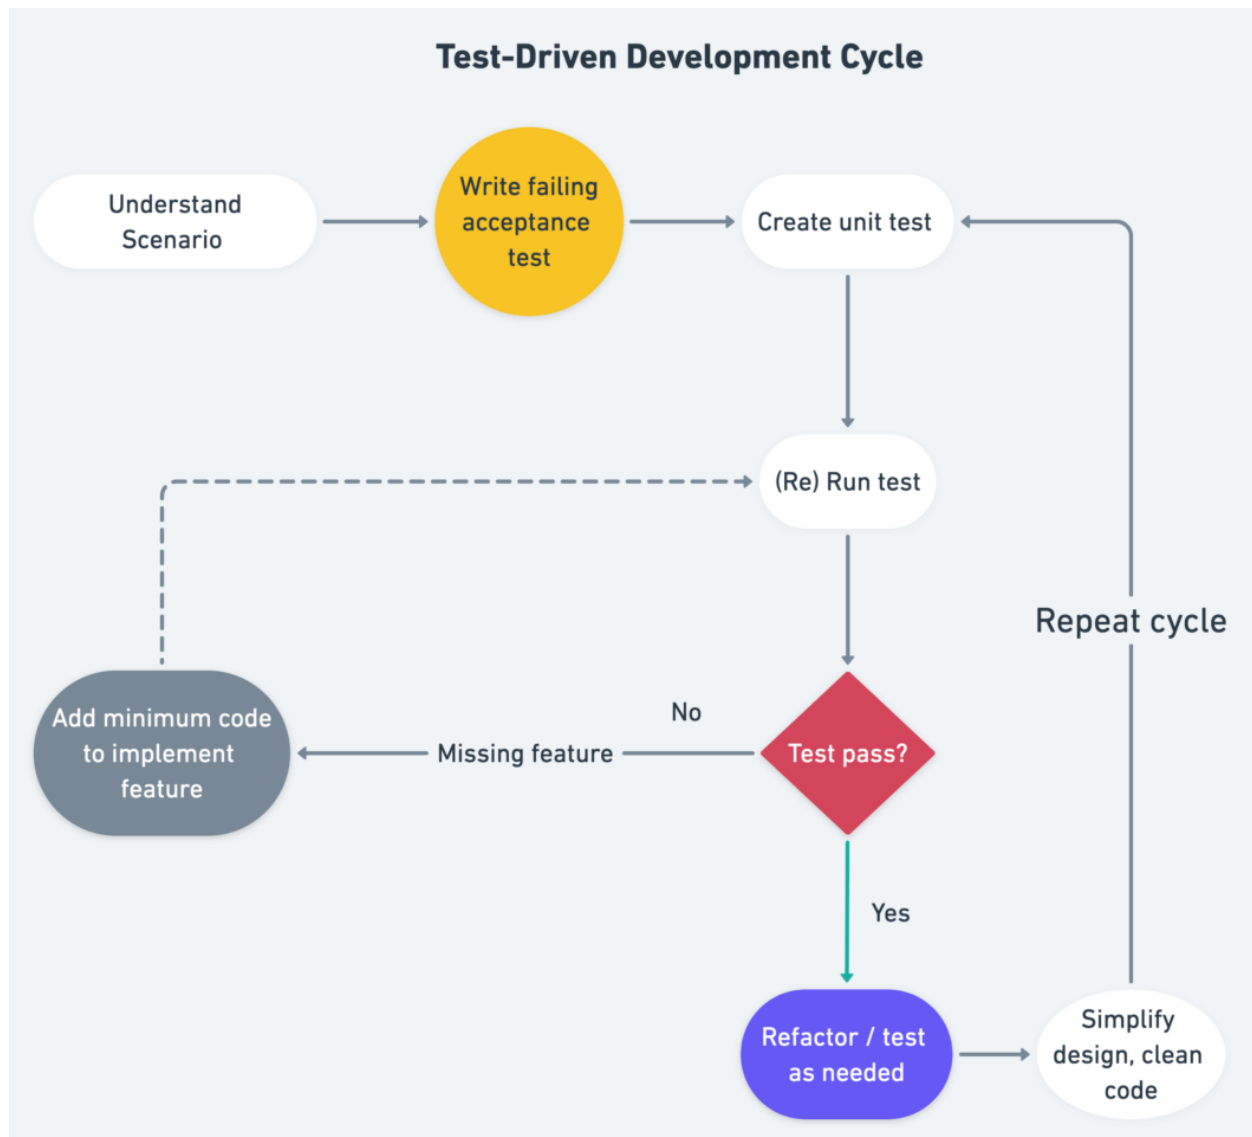 Test-Driven Development Cycle
Understand
Scenario
Write failing
acceptance
test
Create unit test
(Re) Run test
Repeat cycle
Add minimum code
to implement
feature
Missing feature
No
Test pass?
Yes
Refactor / test
as needed
Simplify
design, clean
code